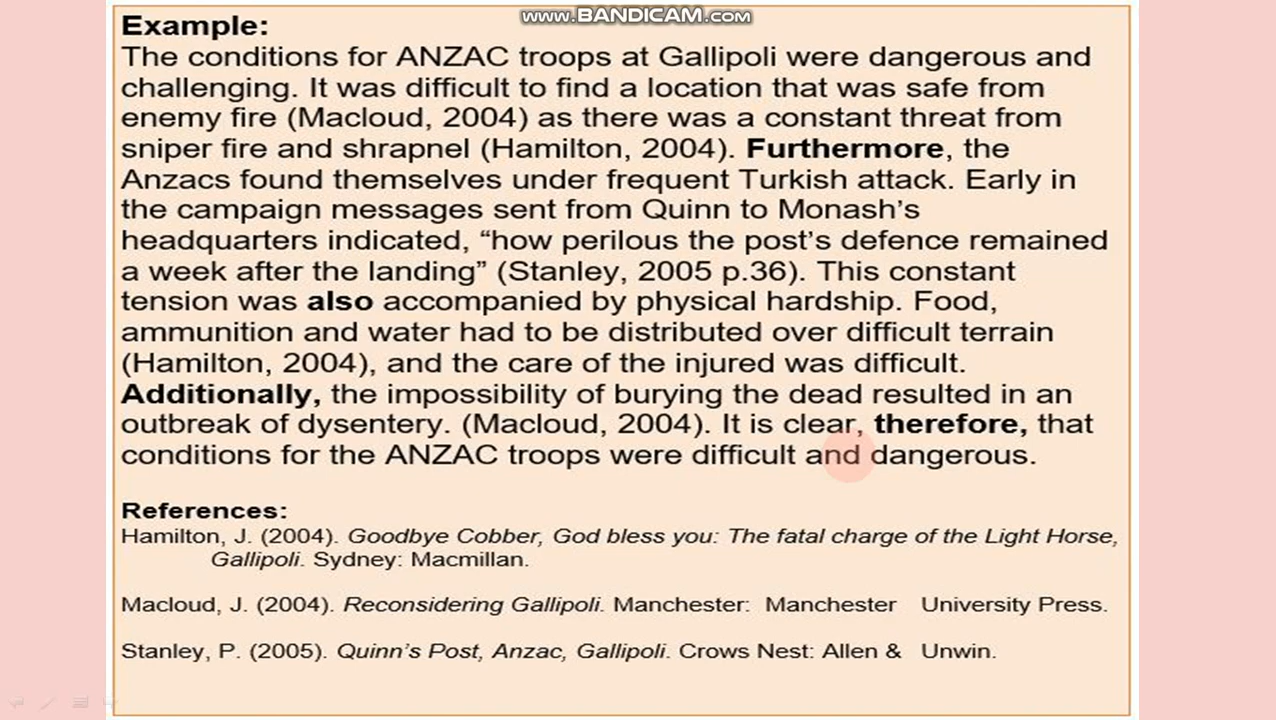 www.BANDICAM.com
Example:
The conditions for ANZAC troops at Gallipoli were dangerous and
challenging. It was difficult to find a location that was safe from
enemy fire (Macloud, 2004) as there was a constant threat from
sniper fire and shrapnel (Hamilton, 2004). Furthermore, the
Anzacs found themselves under frequent Turkish attack. Early in
the campaign messages sent from Quinn to Monash’s
headquarters indicated, “how perilous the post’s defence remained
a week after the landing” (Stanley, 2005 p.36). This constant
tension was also accompanied by physical hardship. Food,
ammunition and water had to be distributed over difficult terrain
(Hamilton, 2004), and the care of the injured was difficult.
Additionally, the impossibility of burying the dead resulted in an
outbreak of dysentery. (Macloud, 2004). It is clear, therefore, that
conditions for the ANZAC troops were difficult and dangerous.
References:
Hamilton, J. (2004). Goodbye Cobber, God bless you: The fatal charge of the Light Horse,
Gallipoli. Sydney: Macmillan.
Macloud, J. (2004). Reconsidering Gallipoli. Manchester: Manchester University Press.
Stanley, P. (2005). Quinn’s Post, Anzac, Gallipoli. Crows Nest: Allen & Unwin.